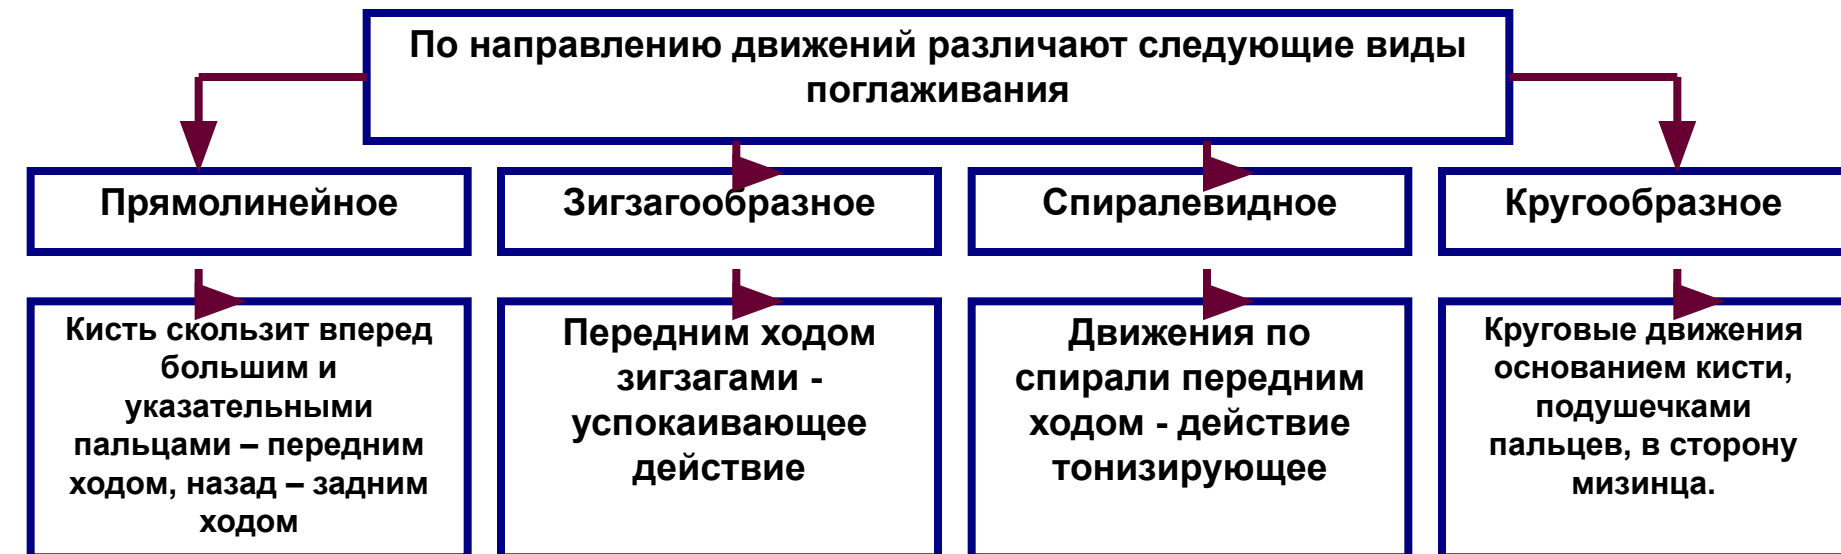 По направлению движений различают следующие виды
поглаживания
Прямолинейное
Зигзагообразное
Спиралевидное
Кругообразное
Кисть скользит вперед
большим и
указательными
пальцами – передним
ходом, назад – задним
ходом
Передним ходом
зигзагами -
успокаивающее
действие
Движения по
спирали передним
ходом - действие
тонизирующее
Круговые движения
основанием кисти,
подушечками
пальцев, в сторону
мизинца.